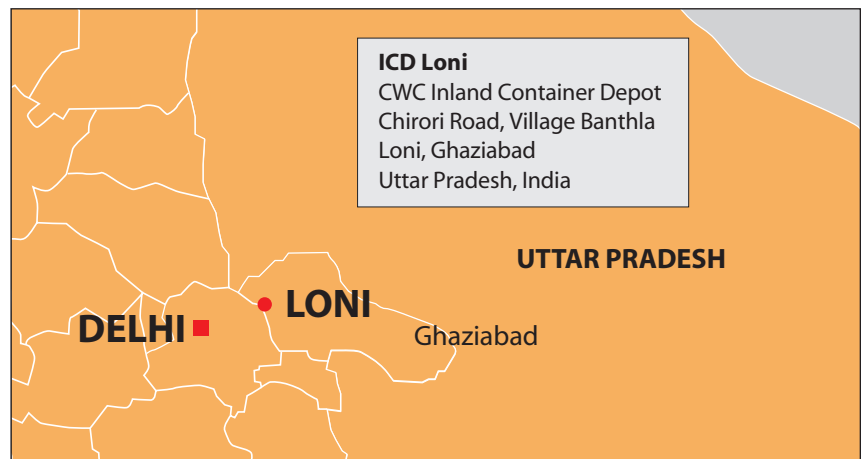 ICD Loni
CWC Inland Container Depot
Chirori Road, Village Banthla
Loni, Ghaziabad
Uttar Pradesh, India
UTTAR PRADESH
LONI
DELHI
Ghaziabad